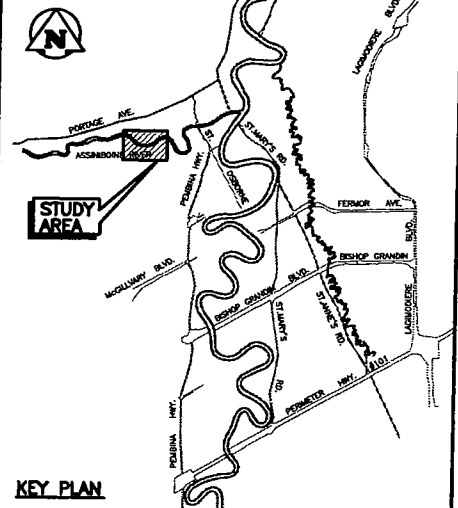 N
LAGIMODIERE BLVD.
PORTAGE AVE.
ASSINIBOINE RIVER
ST. MARY'S RD.
PEMBINA HWY.
ST.
OSBORNE
STUDY
AREA
FERMOR AVE.
McGILLVARY BLVD.
BISHOP GRANDIN
BISHOP GRANDIN BLVD.
LAGIMODIERE BLVD.
ST. MARY'S RD.
ST. ANNE'S RD.
#101
PERIMETER HWY.
PEMBINA HWY.
KEY PLAN